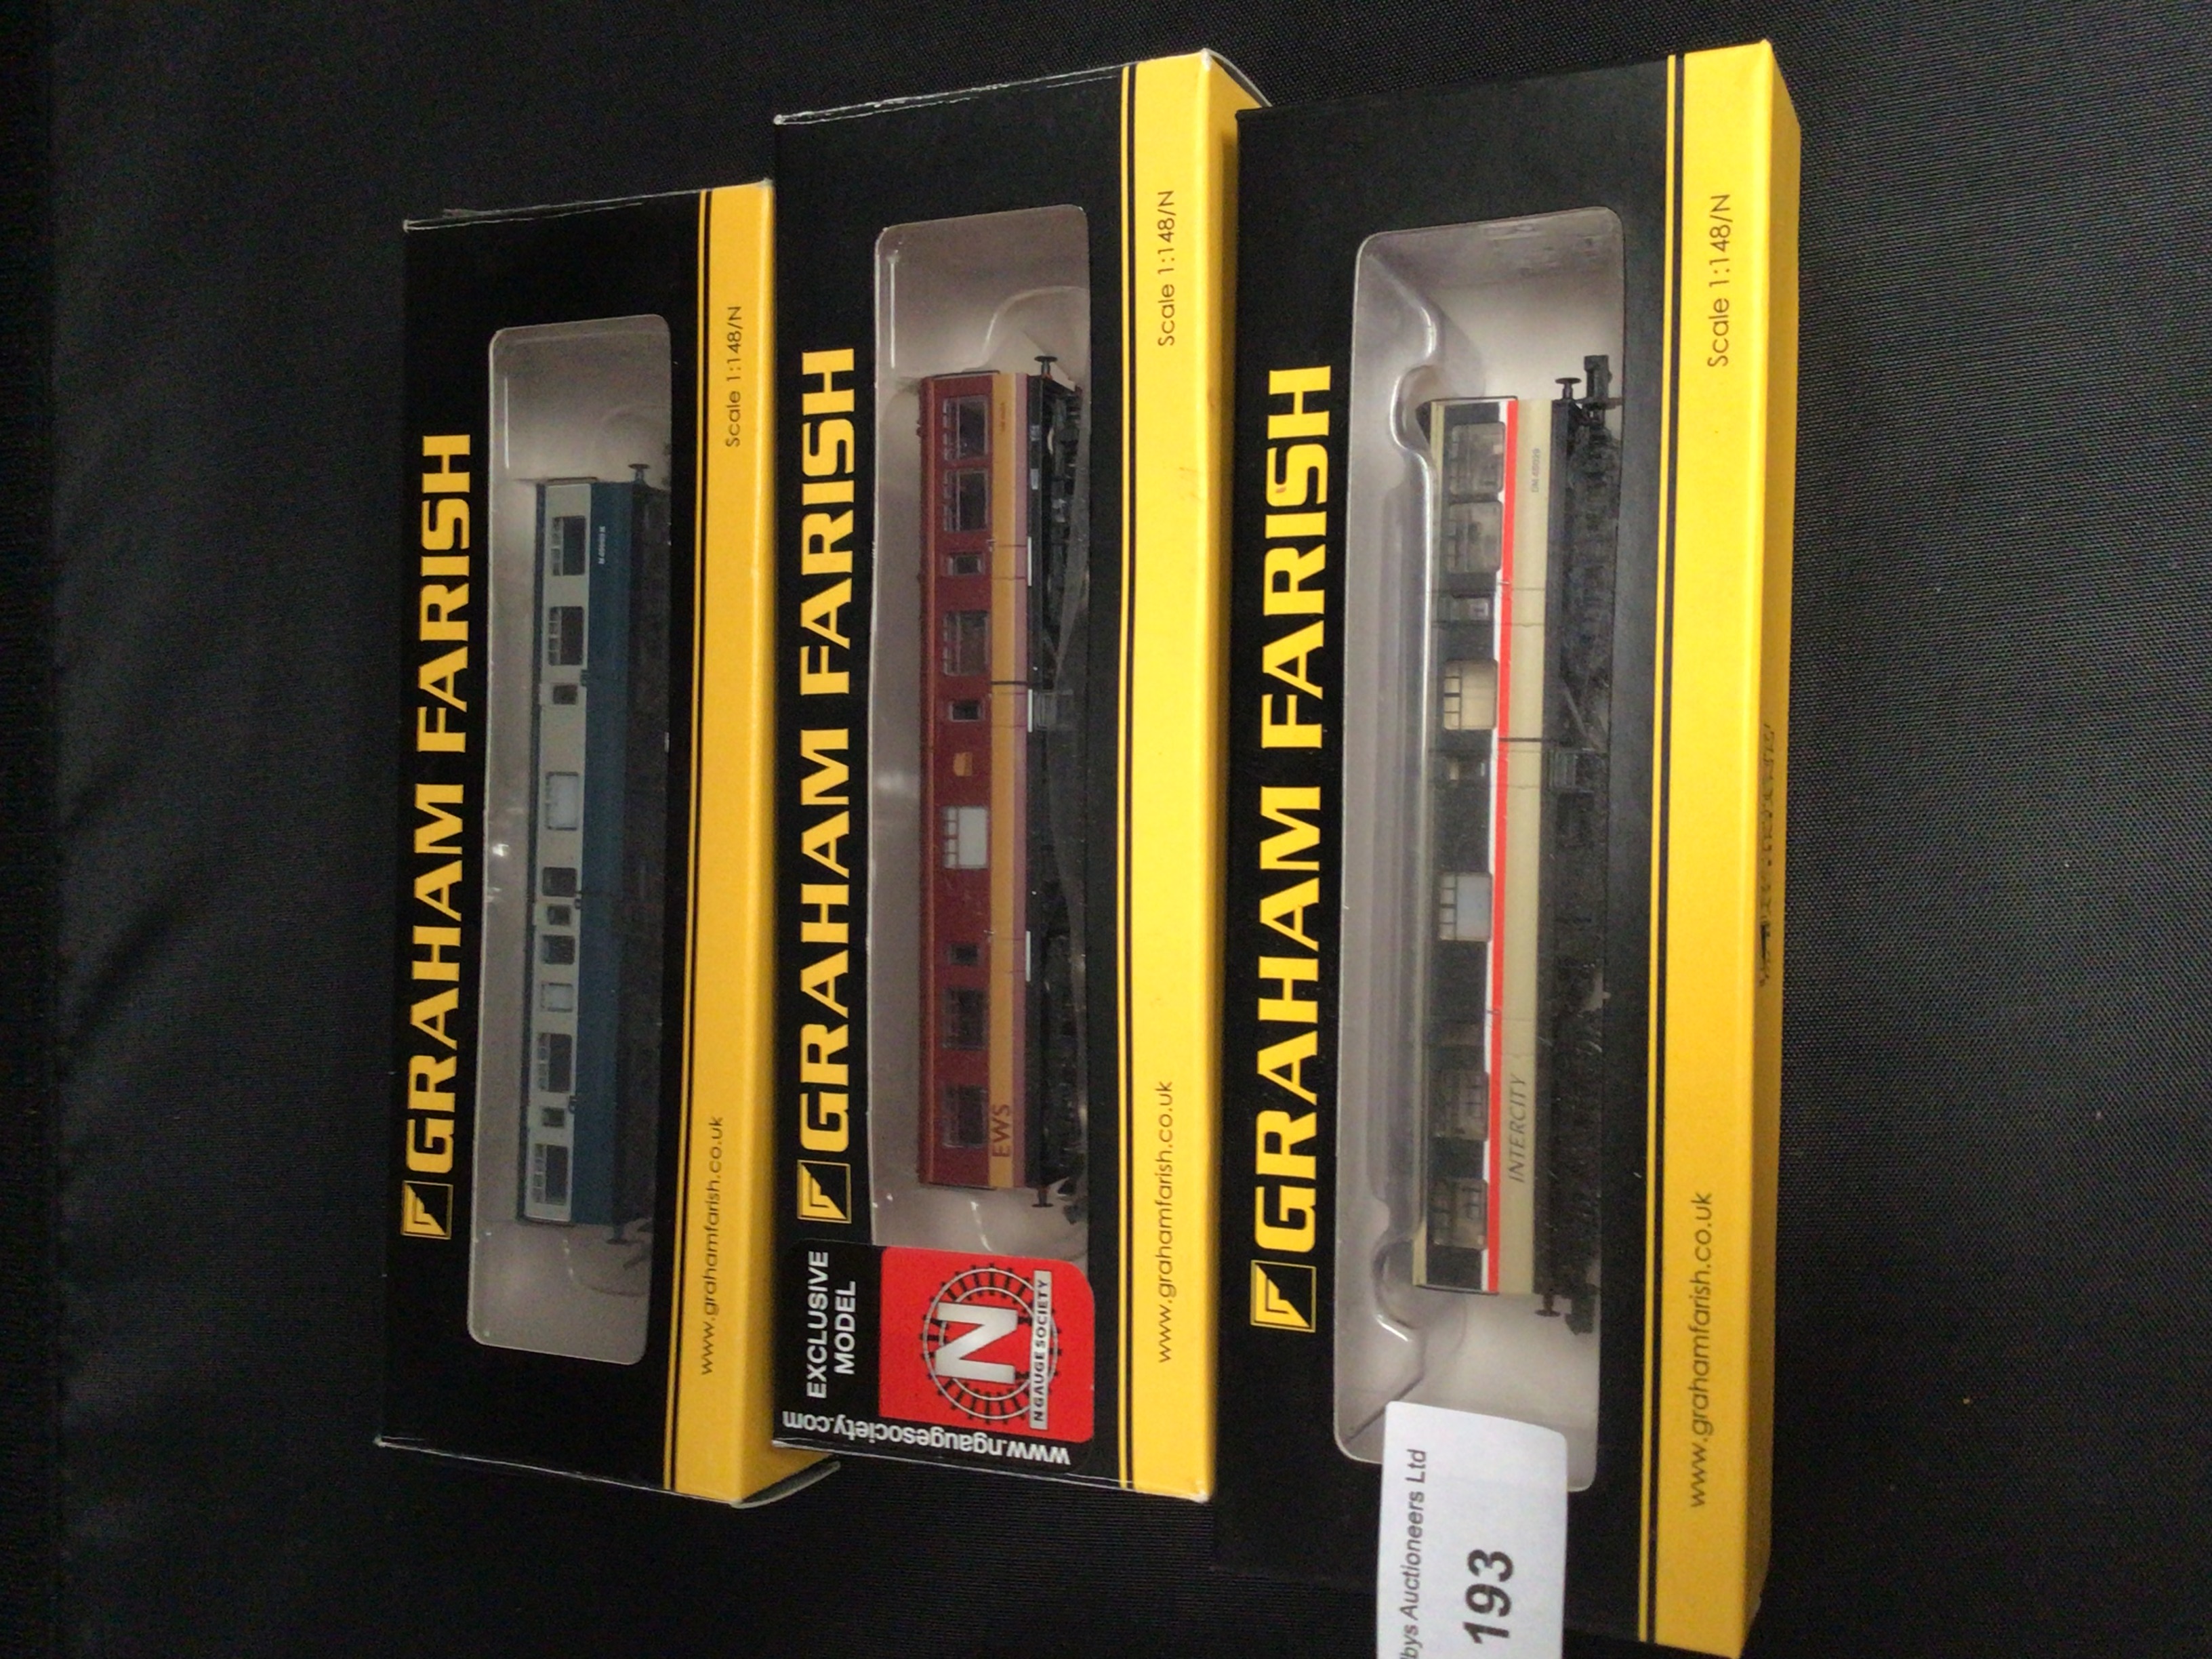 GRAHAM FARISH
www.grahamfarish.co.uk
Scale 1:148/N
GRAHAM FARISH
EXCLUSIVE
MODEL
N
N GAUGE SOCIETY
www.ngaugesociety.com
EWS
www.grahamfarish.co.uk
Scale 1:148/N
GRAHAM FARISH
INTERCITY
www.grahamfarish.co.uk
Scale 1:148/N
Auctioneers Ltd
193